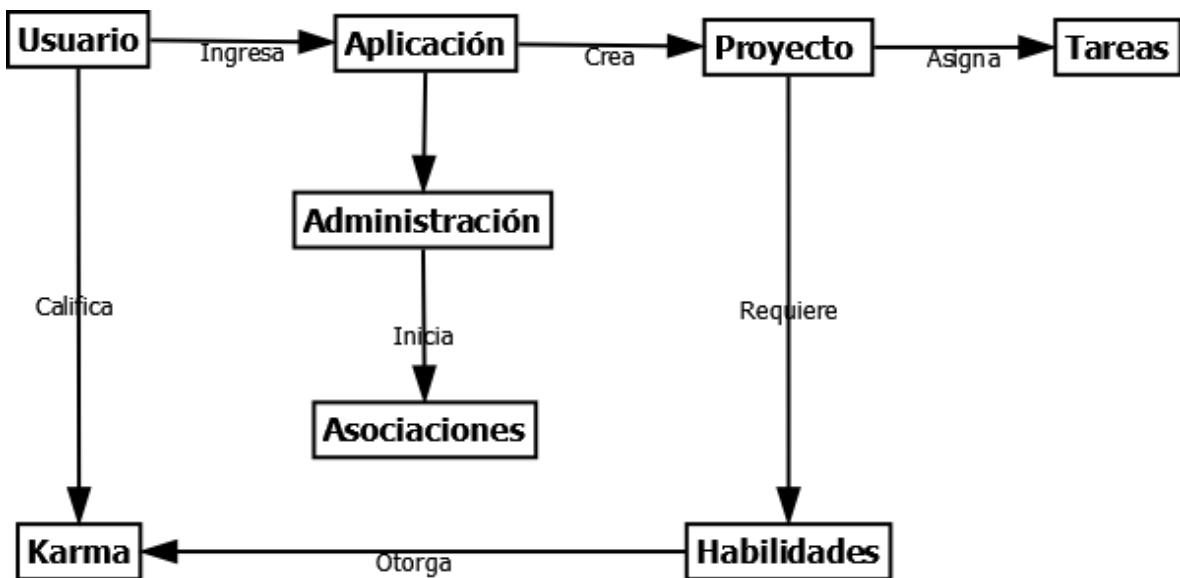 Usuario
Ingresa
Aplicación
Crea
Proyecto
Asigna
Tareas
Administración
Califica
Inicia
Requiere
Asociaciones
Karma
Otorga
Habilidades